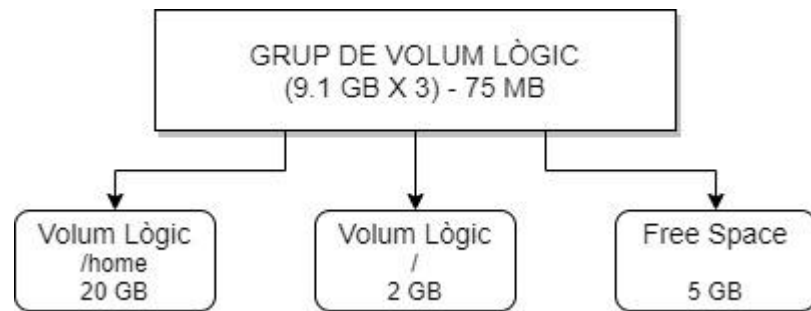 GRUP DE VOLUM LÒGIC
(9.1 GB X 3) - 75 MB
Volum Lògic
/home
20 GB
Volum Lògic
/
2 GB
Free Space
5 GB